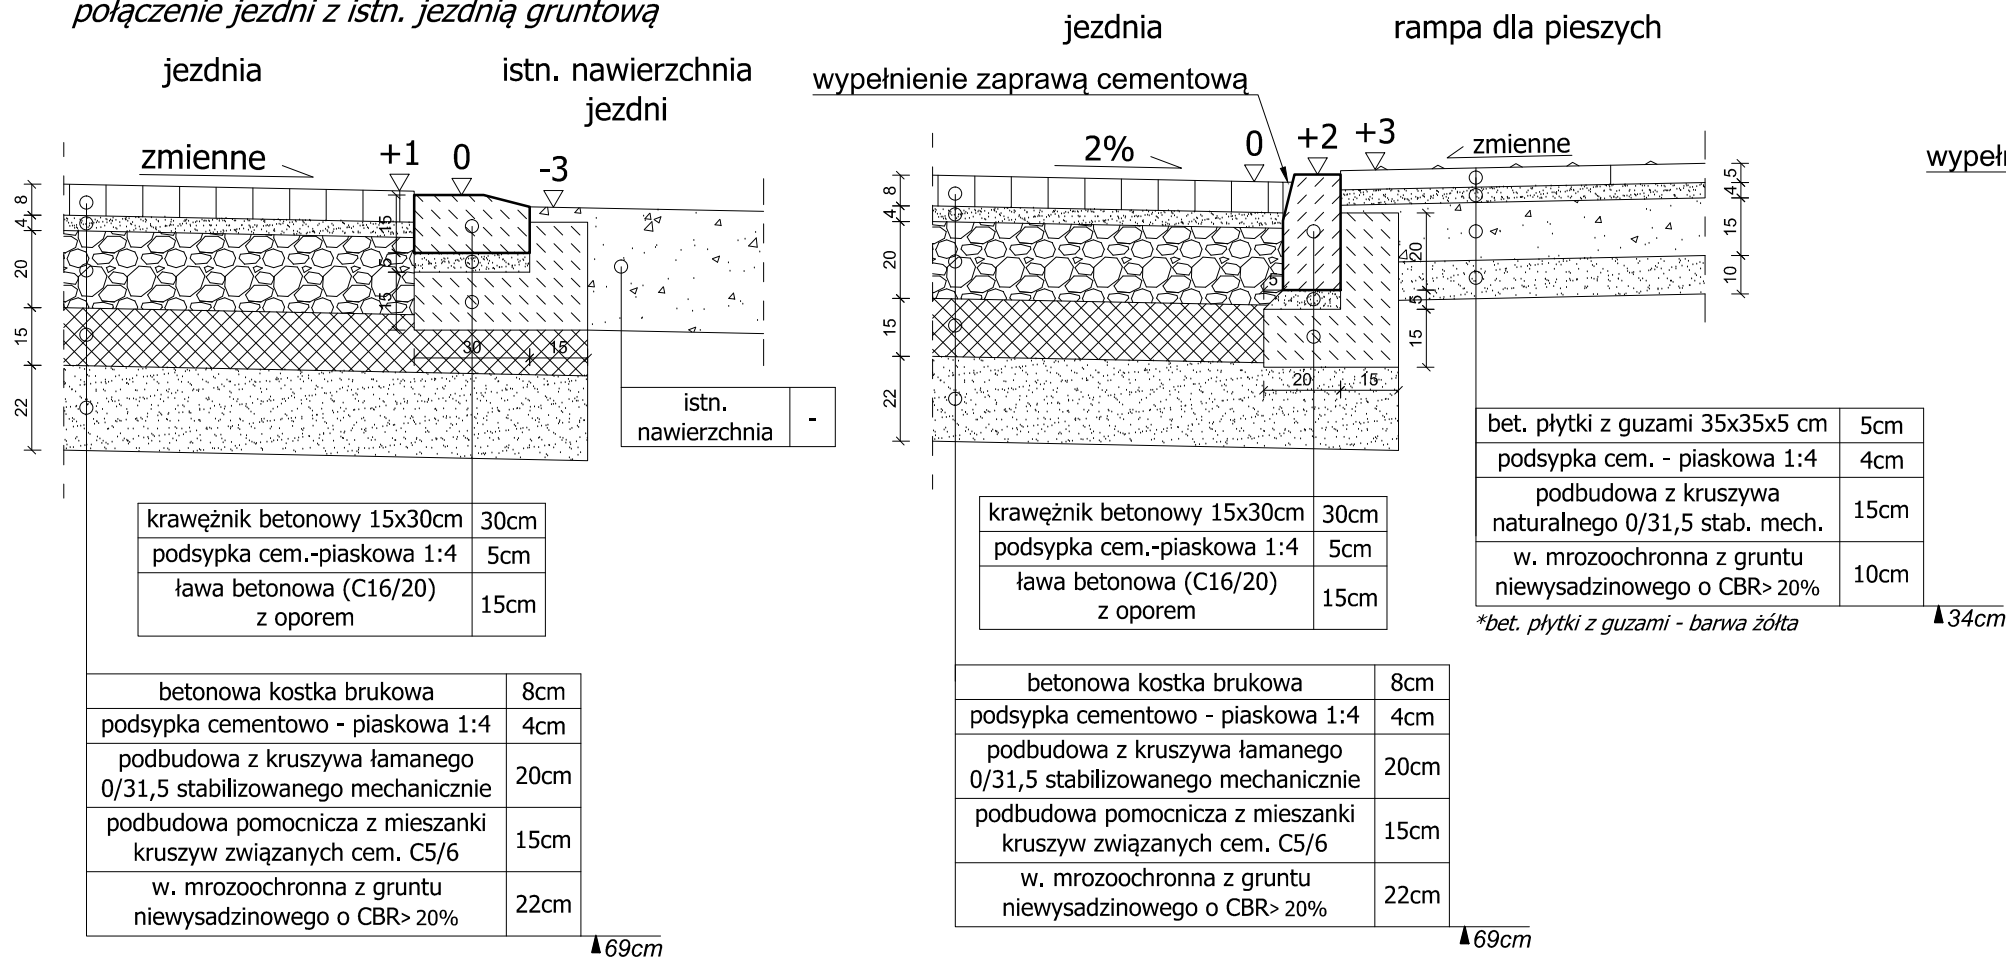 połączenie jezdni z istn. jezdnią gruntową
jezdnia
istn. nawierzchnia
jezdni
zmienne
+1
0
-3
8
4
20
15
22
15
5
15
30
15
istn.
nawierzchnia
-
krawężnik betonowy 15x30cm 30cm
podsypka cem.-piaskowa 1:4 5cm
ława betonowa (C16/20)
z oporem
15cm
betonowa kostka brukowa 8cm
podsypka cementowo - piaskowa 1:4 4cm
podbudowa z kruszywa łamanego
0/31,5 stabilizowanego mechanicznie
20cm
podbudowa pomocnicza z mieszanki
kruszyw związanych cem. C5/6
15cm
w. mrozoochronna z gruntu
niewysadzinowego o CBR> 20%
22cm
69cm
jezdnia
rampa dla pieszych
wypełnienie zaprawą cementową
2%
0
+2
+3
zmienne
8
4
20
15
22
5
20
5
15
20
15
5
4
15
10
bet. płytki z guzami 35x35x5 cm 5cm
podsypka cem. - piaskowa 1:4 4cm
podbudowa z kruszywa
naturalnego 0/31,5 stab. mech.
15cm
w. mrozoochronna z gruntu
niewysadzinowego o CBR> 20%
10cm
*bet. płytki z guzami - barwa żółta
34cm
krawężnik betonowy 15x30cm 30cm
podsypka cem.-piaskowa 1:4 5cm
ława betonowa (C16/20)
z oporem
15cm
betonowa kostka brukowa 8cm
podsypka cementowo - piaskowa 1:4 4cm
podbudowa z kruszywa łamanego
0/31,5 stabilizowanego mechanicznie
20cm
podbudowa pomocnicza z mieszanki
kruszyw związanych cem. C5/6
15cm
w. mrozoochronna z gruntu
niewysadzinowego o CBR> 20%
22cm
69cm